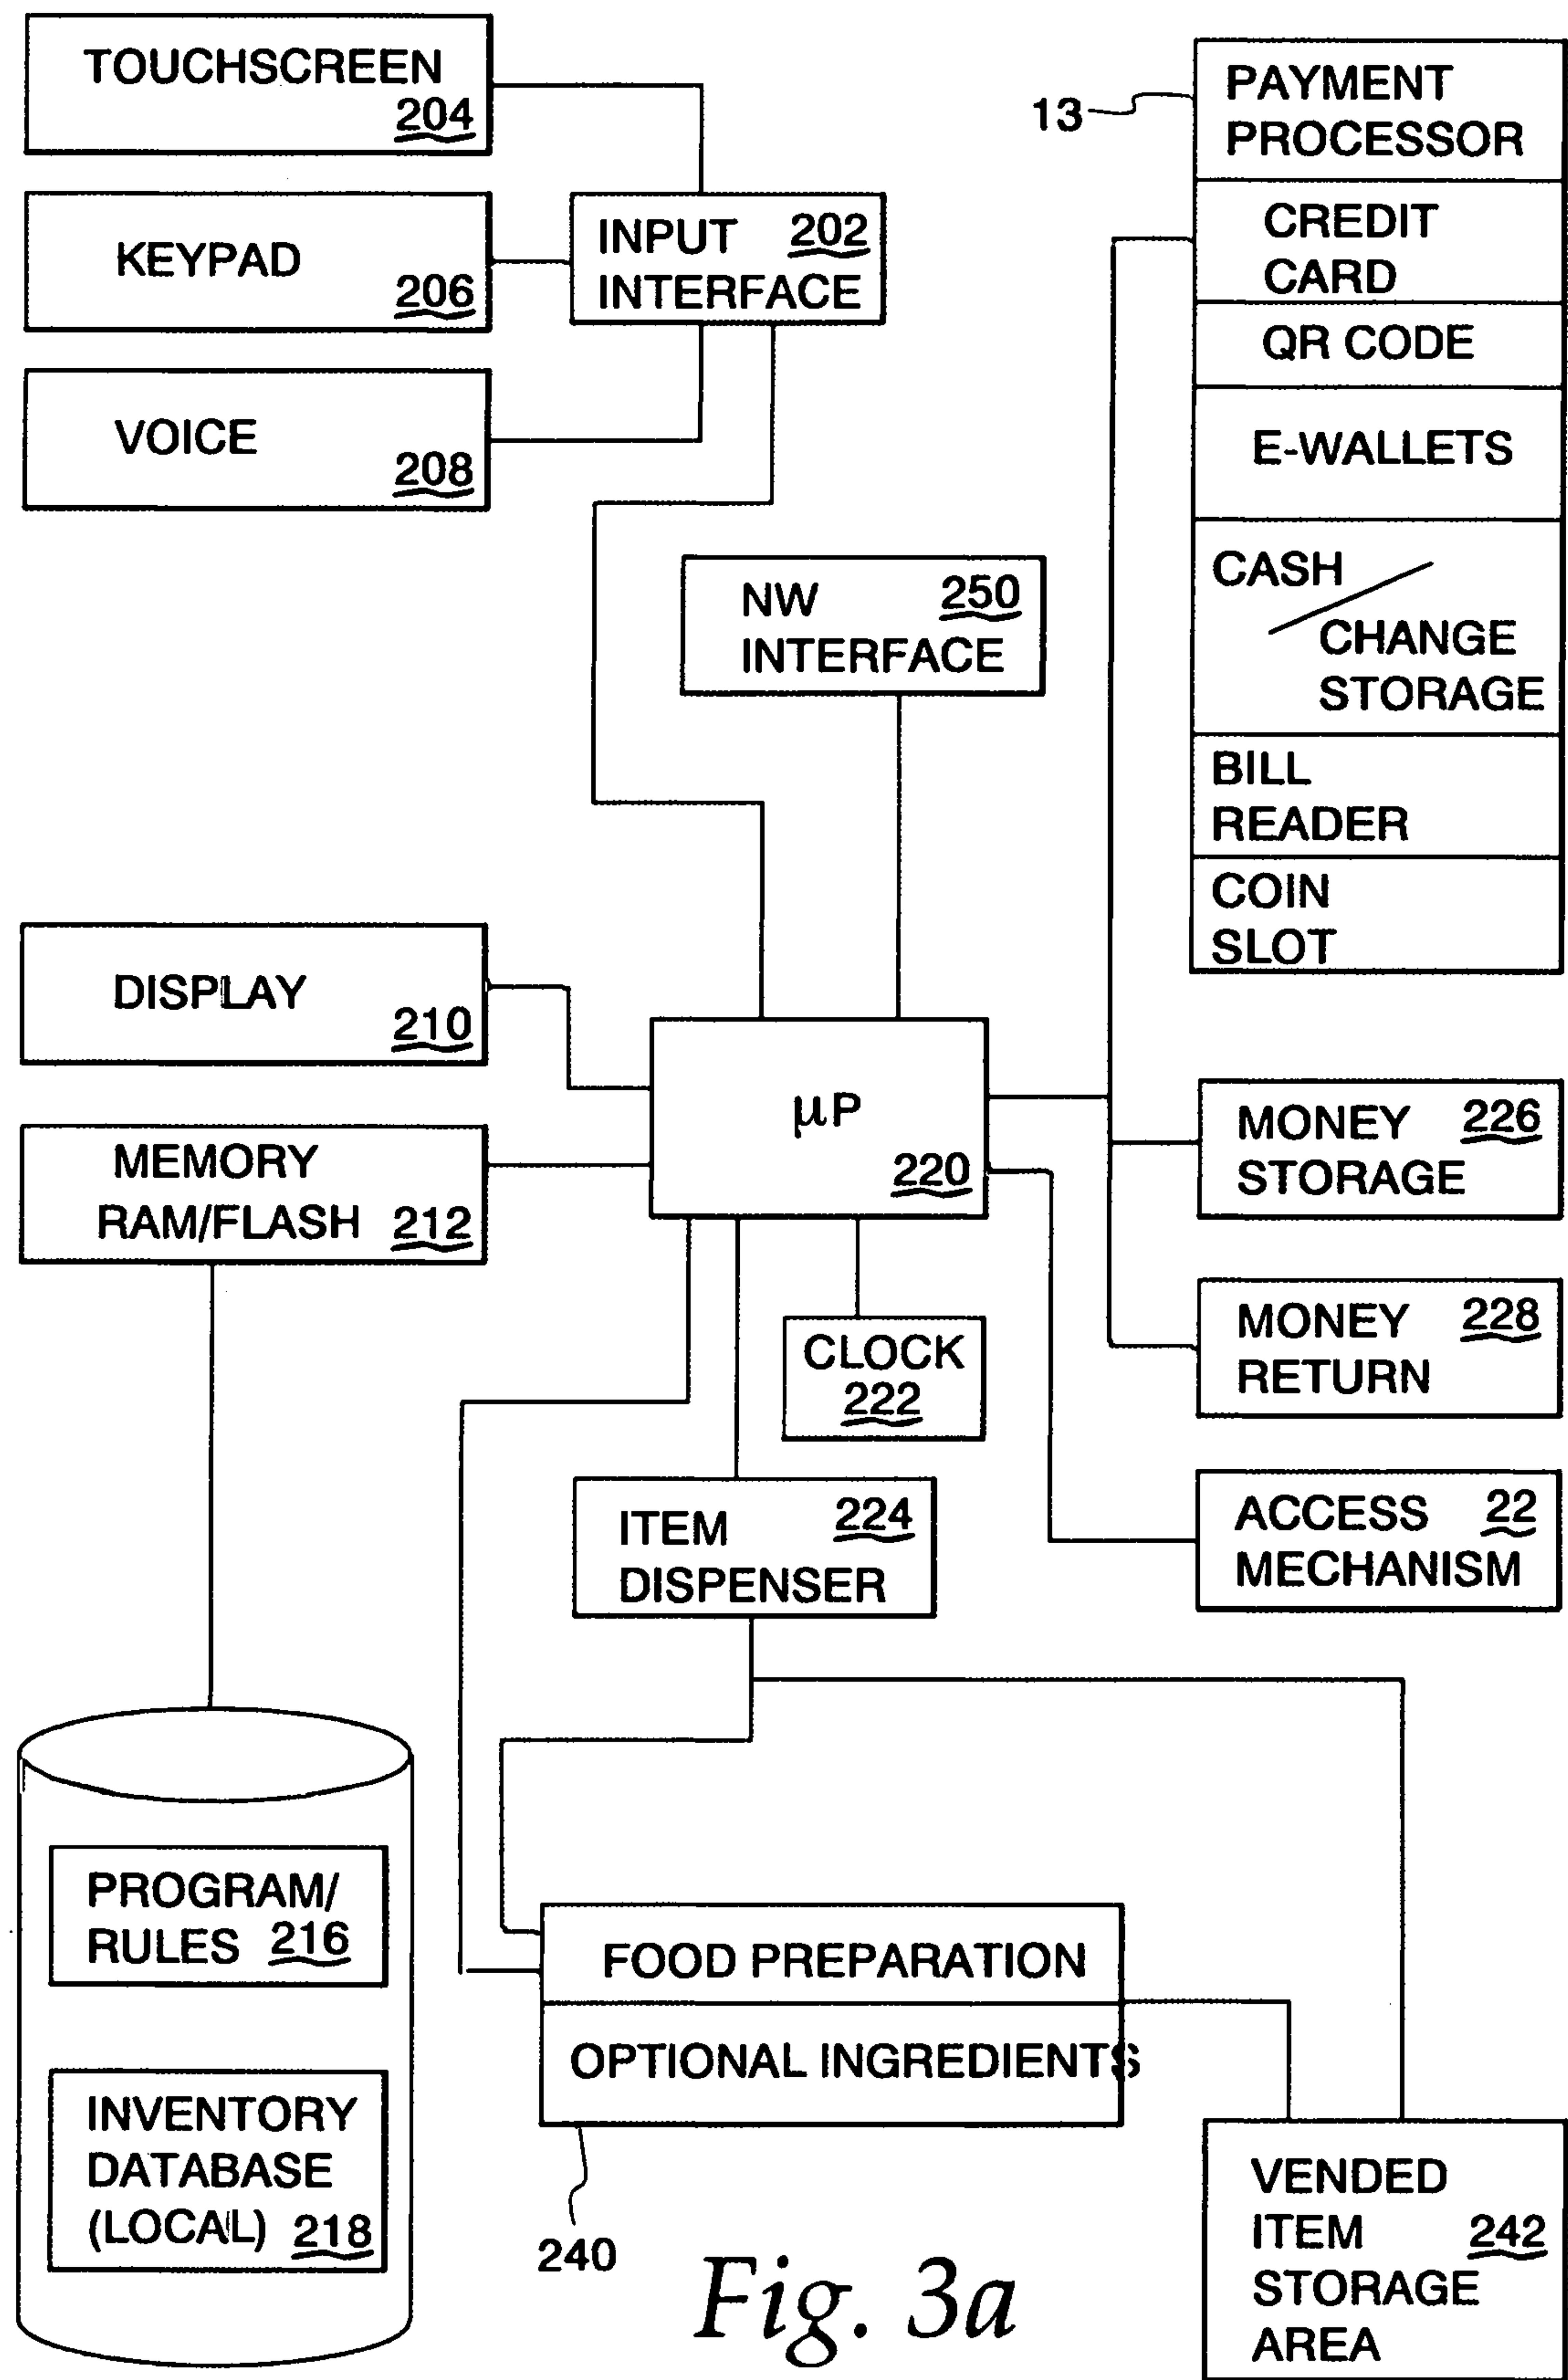 TOUCHSCREEN
204
KEYPAD
206
VOICE
208
INPUT 202
INTERFACE
13
PAYMENT
PROCESSOR
CREDIT
CARD
QR CODE
E-WALLETS
CASH /
CHANGE
STORAGE
BILL
READER
COIN
SLOT
NW 250
INTERFACE
DISPLAY
210
MEMORY
RAM/FLASH 212
μP
220
MONEY 226
STORAGE
MONEY 228
RETURN
ACCESS 22
MECHANISM
CLOCK
222
ITEM 224
DISPENSER
PROGRAM/
RULES 216
INVENTORY
DATABASE
(LOCAL) 218
FOOD PREPARATION
OPTIONAL INGREDIENTS
240
VENDED
ITEM 242
STORAGE
AREA
Fig. 3a